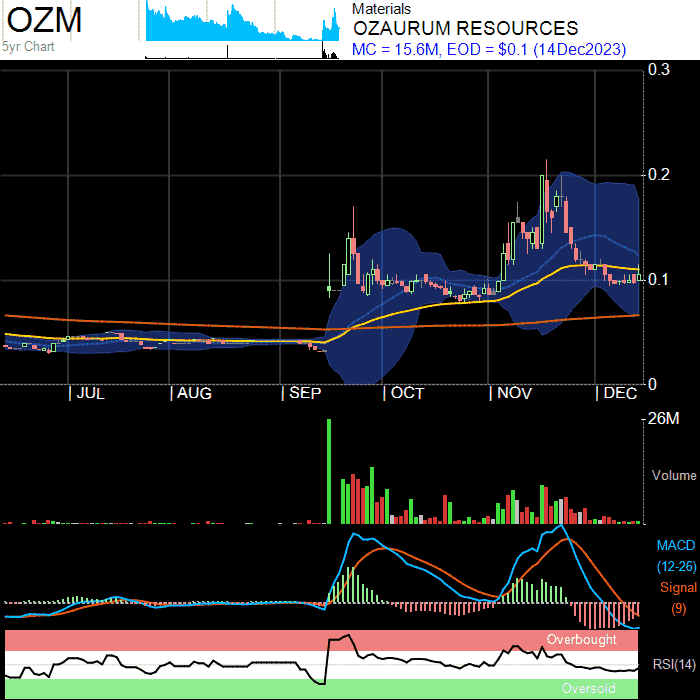 OZM
5yr Chart
Materials
OZAURUM RESOURCES
MC = 15.6M, EOD = $0.1 (14Dec2023)
0.3
0.2
0.1
0
| JUL | AUG | SEP | OCT | NOV | DEC
26M
Volume
MACD
(12-26)
Signal
(9)
Overbought
RSI(14)
Oversold